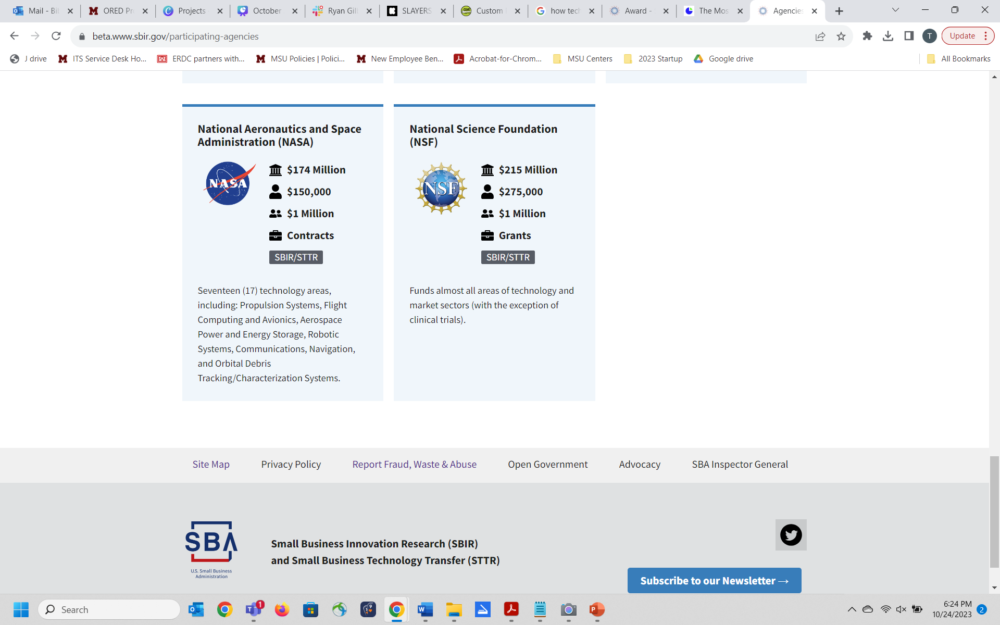 Mail - Bib
ORED Pr
Projects
October
Ryan Gill
SLAYERS
Custom
how tech
Award -
The Mos
Agencies
beta.www.sbir.gov/participating-agencies
T
Update
J drive
ITS Service Desk Ho...
ERDC partners with...
MSU Policies | Polici...
New Employee Ben...
Acrobat-for-Chrom...
MSU Centers
2023 Startup
Google drive
All Bookmarks
National Aeronautics and Space
Administration (NASA)
NASA
$174 Million
$150,000
$1 Million
Contracts
SBIR/STTR
Seventeen (17) technology areas,
including: Propulsion Systems, Flight
Computing and Avionics, Aerospace
Power and Energy Storage, Robotic
Systems, Communications, Navigation,
and Orbital Debris
Tracking/Characterization Systems.
National Science Foundation
(NSF)
NSF
$215 Million
$275,000
$1 Million
Grants
SBIR/STTR
Funds almost all areas of technology and
market sectors (with the exception of
clinical trials).
Site Map
Privacy Policy
Report Fraud, Waste & Abuse
Open Government
Advocacy
SBA Inspector General
SBA
U.S. Small Business
Administration
Small Business Innovation Research (SBIR)
and Small Business Technology Transfer (STTR)
Subscribe to our Newsletter →
Search
1
6:24 PM
10/24/2023
2